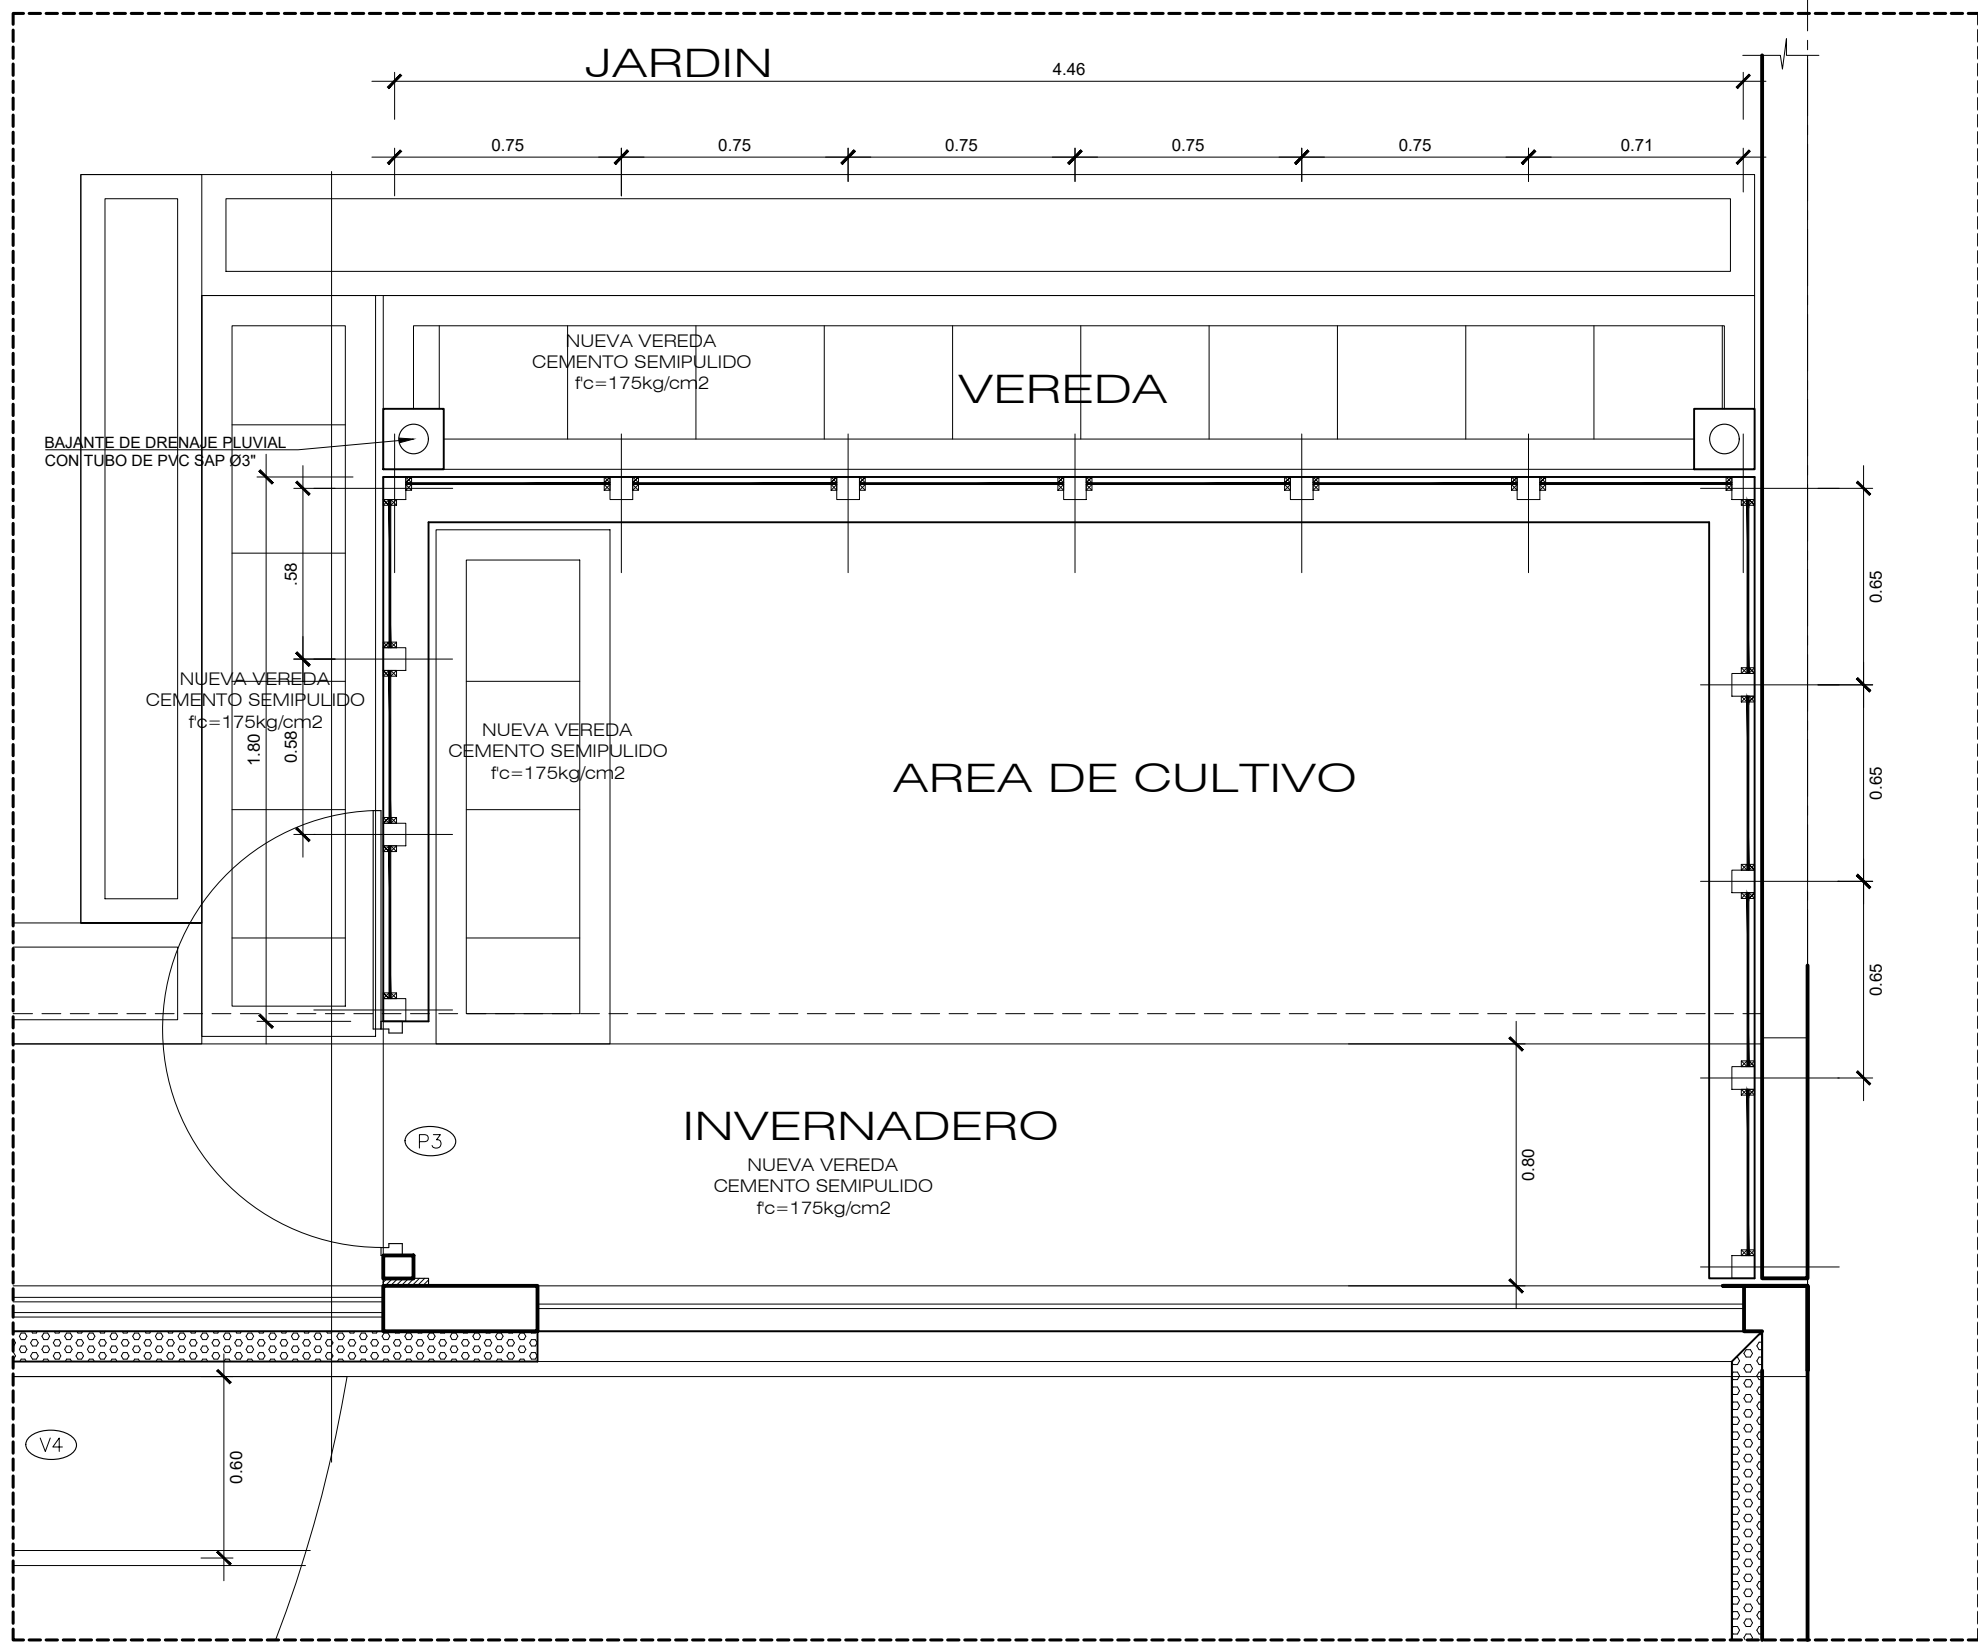 JARDIN
4.46
0.75
0.75
0.75
0.75
0.75
0.71
NUEVA VEREDA
CEMENTO SEMIPULIDO
f'c=175kg/cm2
VEREDA
BAJANTE DE DRENAJE PLUVIAL
CON TUBO DE PVC SAP Ø3"
.58
0.65
NUEVA VEREDA
CEMENTO SEMIPULIDO
f'c=175kg/cm2
1.80
0.58
NUEVA VEREDA
CEMENTO SEMIPULIDO
f'c=175kg/cm2
AREA DE CULTIVO
0.65
0.65
P3
INVERNADERO
NUEVA VEREDA
CEMENTO SEMIPULIDO
f'c=175kg/cm2
0.80
V4
0.60